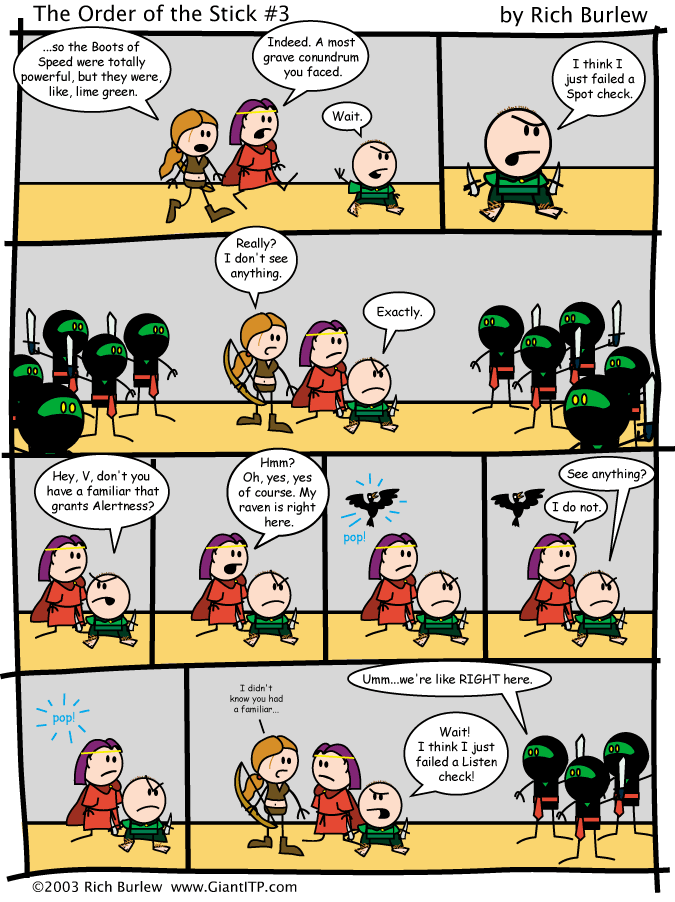 The Order of the Stick #3
by Rich Burlew
...so the Boots of
Speed were totally
powerful, but they were,
like, lime green.
Indeed. A most
grave conundrum
you faced.
Wait.
I think I
just failed a
Spot check.
Really?
I don't see
anything.
Exactly.
Hey, V, don't you
have a familiar that
grants Alertness?
Hmm?
Oh, yes, yes
of course. My
raven is right
here.
pop!
See anything?
I do not.
pop!
I didn't
know you had
a familiar...
Wait!
I think I just
failed a Listen
check!
Umm...we're like RIGHT here.
©2003 Rich Burlew www.GiantITP.com